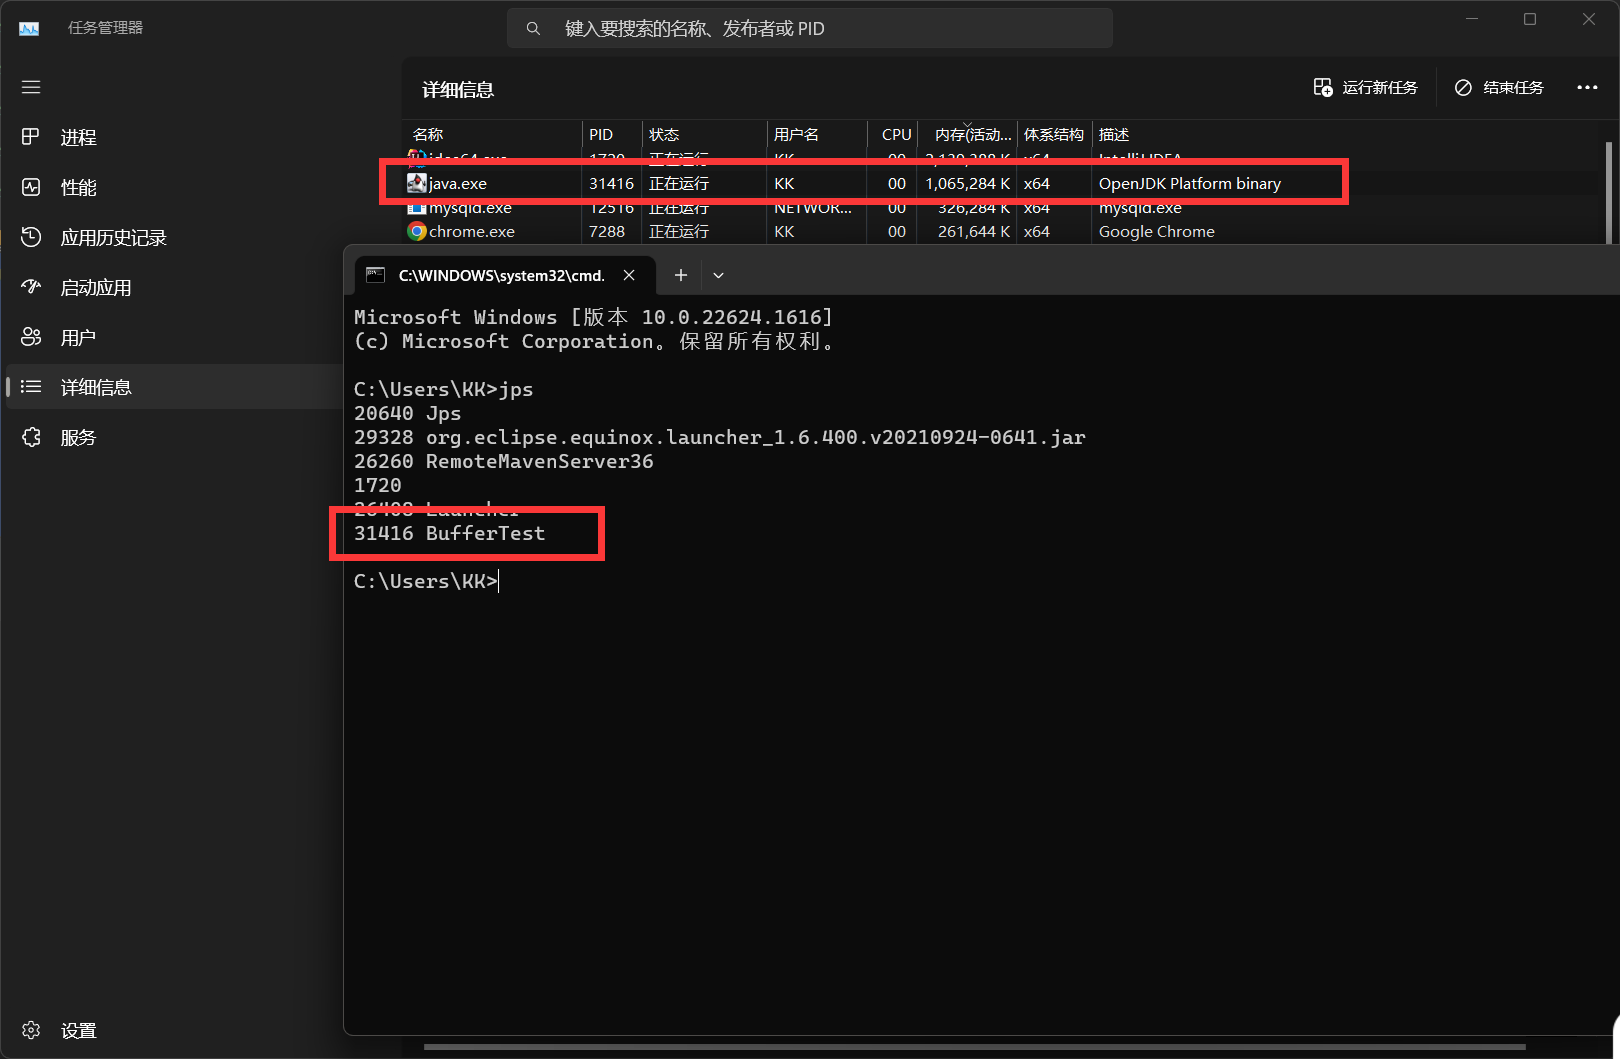 任务管理器
键入要搜索的名称、发布者或 PID
详细信息
运行新任务
结束任务
进程
性能
应用历史记录
启动应用
用户
详细信息
服务
设置
名称 PID 状态 用户名 CPU 内存(活动... 体系结构 描述
idea64.exe 1720 正在运行 KK 00 2,139,388 K x64 IntelliJ IDEA
java.exe 31416 正在运行 KK 00 1,065,284 K x64 OpenJDK Platform binary
mysqld.exe 12516 正在运行 NETWOR... 00 326,284 K x64 mysqld.exe
chrome.exe 7288 正在运行 KK 00 261,644 K x64 Google Chrome
C:\WINDOWS\system32\cmd.
Microsoft Windows [版本 10.0.22624.1616]
(c) Microsoft Corporation。保留所有权利。
C:\Users\KK>jps
20640 Jps
29328 org.eclipse.equinox.launcher_1.6.400.v20210924-0641.jar
26260 RemoteMavenServer36
1720
26408 Launcher
31416 BufferTest
C:\Users\KK>